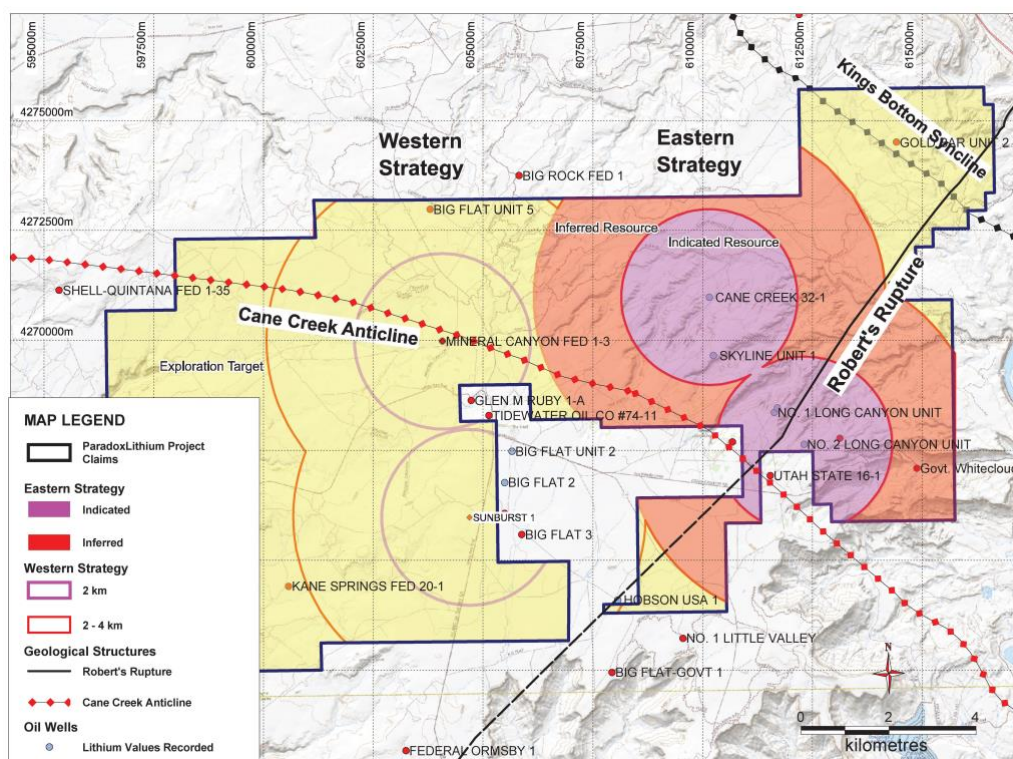 595000m
597500m
600000m
602500m
605000m
607500m
610000m
612500m
615000m
4275000m
4272500m
4270000m
Western
Strategy
Eastern
Strategy
Kings Bottom Syncline
GOLD BAR UNIT 2
BIG ROCK FED 1
BIG FLAT UNIT 5
Inferred Resource
Indicated Resource
SHELL-QUINTANA FED 1-35
CANE CREEK 32-1
Cane Creek Anticline
Robert's Rupture
MINERAL CANYON FED 1-3
SKYLINE UNIT 1
Exploration Target
GLEN M RUBY 1-A
TIDEWATER OIL CO #74-11
NO. 1 LONG CANYON UNIT
NO. 2 LONG CANYON UNIT
BIG FLAT UNIT 2
Govt. Whitecloud
UTAH STATE 16-1
BIG FLAT 2
SUNBURST 1
BIG FLAT 3
KANE SPRINGS FED 20-1
HOBSON USA 1
NO. 1 LITTLE VALLEY
BIG FLAT-GOVT 1
FEDERAL ORMSBY 1
MAP LEGEND
ParadoxLithium Project
Claims
Eastern Strategy
Indicated
Inferred
Western Strategy
2 km
2 - 4 km
Geological Structures
Robert's Rupture
Cane Creek Anticline
Oil Wells
Lithium Values Recorded
N
0 2 4
kilometres